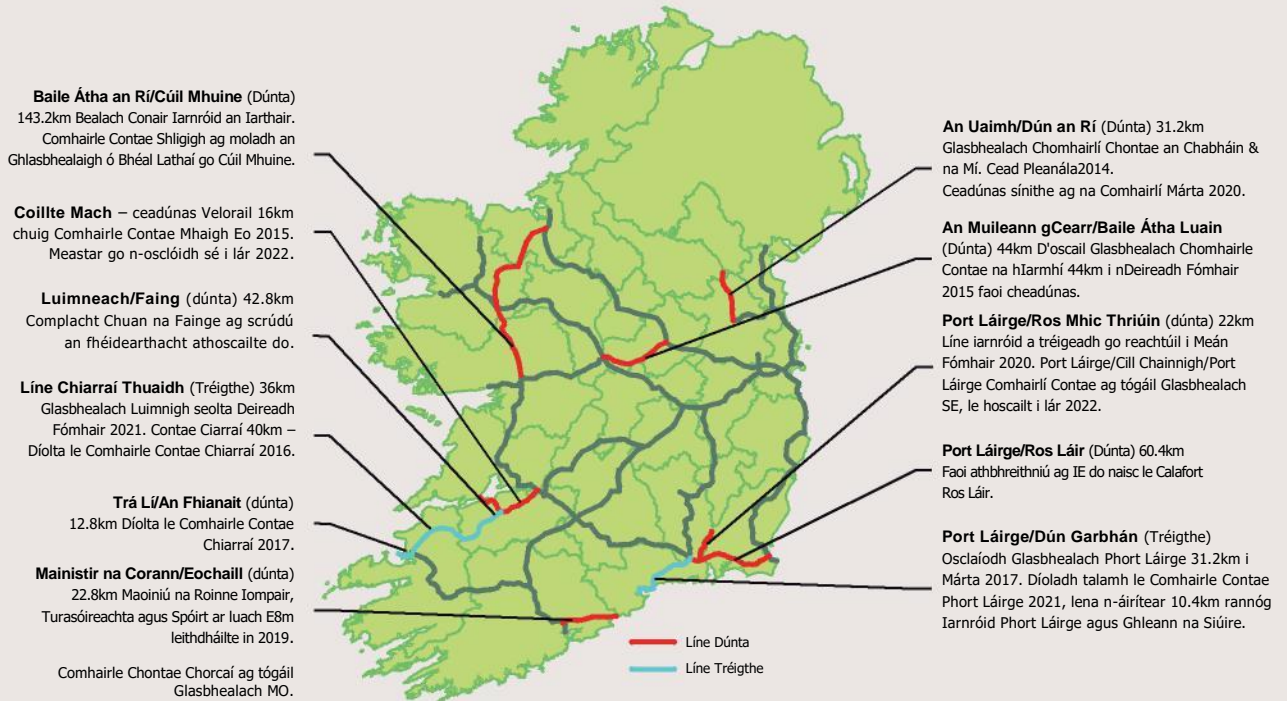 Baile Átha an Rí/Cúil Mhuine (Dúnta)
143.2km Bealach Conair Iarnróid an Iarthair.
Comhairle Contae Shligigh ag moladh an
Ghlasbhealaigh ó Bhéal Lathaí go Cúil Mhuine.
Coillte Mach – ceadúnas Velorail 16km
chuig Comhairle Contae Mhaigh Eo 2015.
Meastar go n-osclóidh sé i lár 2022.
Luimneach/Faing (dúnta) 42.8km
Complacht Chuan na Fainge ag scrúdú
an fhéidearthacht athoscailte do.
Líne Chiarraí Thuaidh (Tréigthe) 36km
Glasbhealach Luimnigh seolta Deireadh
Fómhair 2021. Contae Ciarraí 40km –
Díolta le Comhairle Contae Chiarraí 2016.
Trá Lí/An Fhianait (dúnta)
12.8km Díolta le Comhairle Contae
Chiarraí 2017.
Mainistir na Corann/Eochaill (dúnta)
22.8km Maoiniú na Roinne Iompair,
Turasóireachta agus Spóirt ar luach E8m
leithdháilte in 2019.
Comhairle Chontae Chorcaí ag tógáil
Glasbhealach MO.
An Uaimh/Dún an Rí (Dúnta) 31.2km
Glasbhealach Chomhairlí Chontae an Chabháin &
na Mí. Cead Pleanála2014.
Ceadúnas sínithe ag na Comhairlí Márta 2020.
An Muileann gCearr/Baile Átha Luain
(Dúnta) 44km D'oscail Glasbhealach Chomhairle
Contae na hIarmhí 44km i nDeireadh Fómhair
2015 faoi cheadúnas.
Port Láirge/Ros Mhic Thriúin (dúnta) 22km
Líne iarnróid a tréigeadh go reachtúil i Meán
Fómhair 2020. Port Láirge/Cill Chainnigh/Port
Láirge Comhairlí Contae ag tógáil Glasbhealach
SE, le hoscailt i lár 2022.
Port Láirge/Ros Láir (Dúnta) 60.4km
Faoi athbhreithniú ag IE do naisc le Calafort
Ros Láir.
Port Láirge/Dún Garbhán (Tréigthe)
Osclaíodh Glasbhealach Phort Láirge 31.2km i
Márta 2017. Díoladh talamh le Comhairle Contae
Phort Láirge 2021, lena n-áirítear 10.4km rannóg
Iarnróid Phort Láirge agus Ghleann na Siúire.
Líne Dúnta
Líne Tréigthe